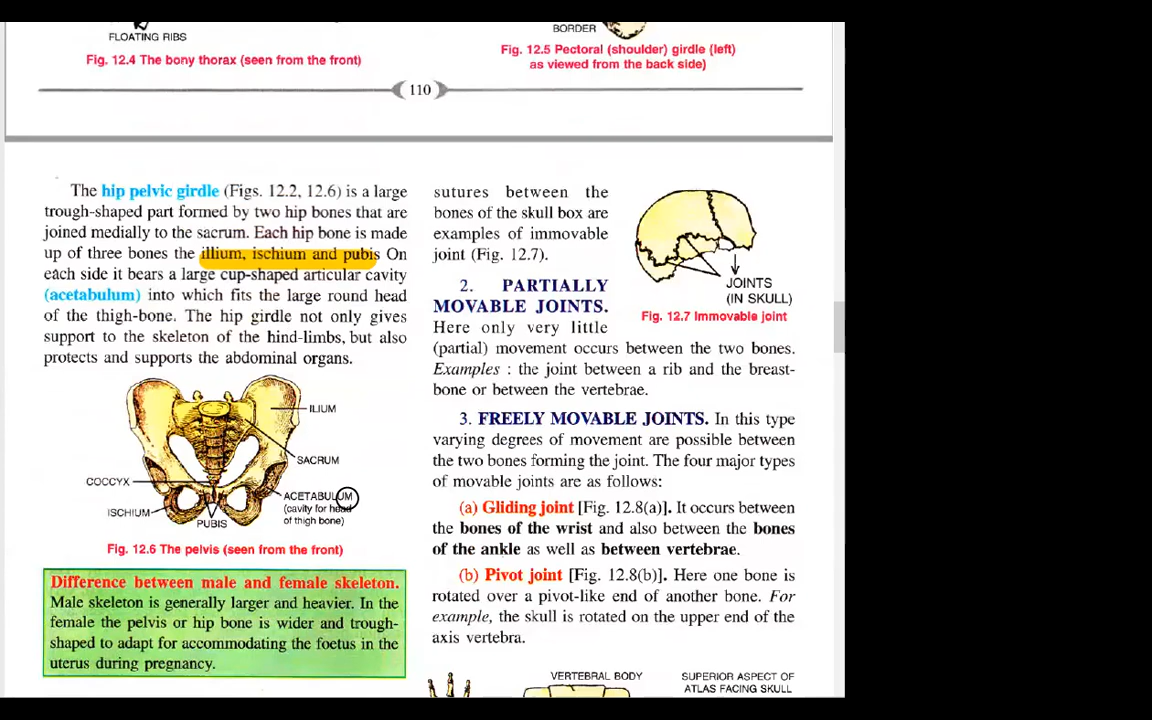 FLOATING RIBS
Fig. 12.4 The bony thorax (seen from the front)
BORDER
Fig. 12.5 Pectoral (shoulder) girdle (left)
as viewed from the back side)
110
The hip pelvic girdle (Figs. 12.2, 12.6) is a large
trough-shaped part formed by two hip bones that are
joined medially to the sacrum. Each hip bone is made
up of three bones the illium, ischium and pubis On
each side it bears a large cup-shaped articular cavity
(acetabulum) into which fits the large round head
of the thigh-bone. The hip girdle not only gives
support to the skeleton of the hind-limbs, but also
protects and supports the abdominal organs.
ILIUM
SACRUM
COCCYX
ACETABULUM
(cavity for head
of thigh bone)
ISCHIUM
PUBIS
Fig. 12.6 The pelvis (seen from the front)
Difference between male and female skeleton.
Male skeleton is generally larger and heavier. In the
female the pelvis or hip bone is wider and trough-
shaped to adapt for accommodating the foetus in the
uterus during pregnancy.
sutures between the
bones of the skull box are
examples of immovable
joint (Fig. 12.7).
JOINTS
(IN SKULL)
Fig. 12.7 Immovable joint
2. PARTIALLY
MOVABLE JOINTS.
Here only very little
(partial) movement occurs between the two bones.
Examples : the joint between a rib and the breast-
bone or between the vertebrae.
3. FREELY MOVABLE JOINTS. In this type
varying degrees of movement are possible between
the two bones forming the joint. The four major types
of movable joints are as follows:
(a) Gliding joint [Fig. 12.8(a)]. It occurs between
the bones of the wrist and also between the bones
of the ankle as well as between vertebrae.
(b) Pivot joint [Fig. 12.8(b)]. Here one bone is
rotated over a pivot-like end of another bone. For
example, the skull is rotated on the upper end of the
axis vertebra.
VERTEBRAL BODY
SUPERIOR ASPECT OF
ATLAS FACING SKULL